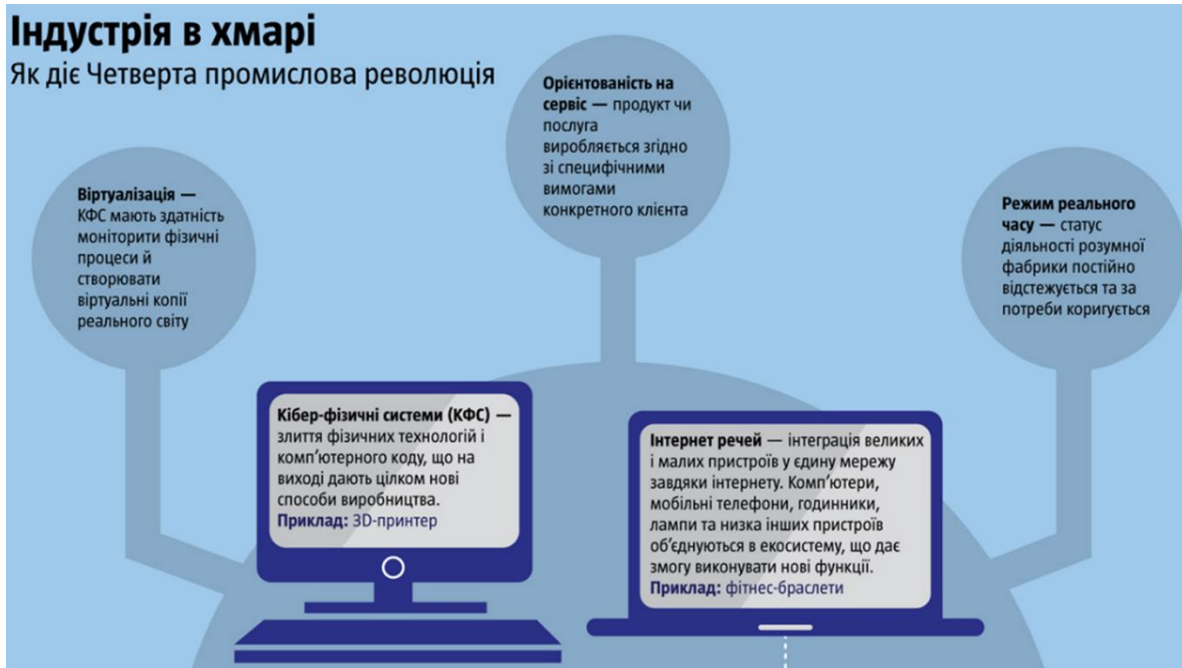 Індустрія в хмарі
Як діє Четверта промислова революція
Віртуалізація —
КФС мають здатність
моніторити фізичні
процеси й
створювати
віртуальні копії
реального світу
Орієнтованість на
сервіс — продукт чи
послуга
виробляється згідно
зі специфічними
вимогами
конкретного клієнта
Режим реального
часу — статус
діяльності розумної
фабрики постійно
відстежується та за
потреби коригується
Кібер-фізичні системи (КФС) —
злиття фізичних технологій і
комп’ютерного коду, що на
виході дають цілком нові
способи виробництва.
Приклад: 3D-принтер
Інтернет речей — інтеграція великих
і малих пристроїв у єдину мережу
завдяки інтернету. Комп’ютери,
мобільні телефони, годинники,
лампи та низка інших пристроїв
об’єднуються в екосистему, що дає
змогу виконувати нові функції.
Приклад: фітнес-браслети